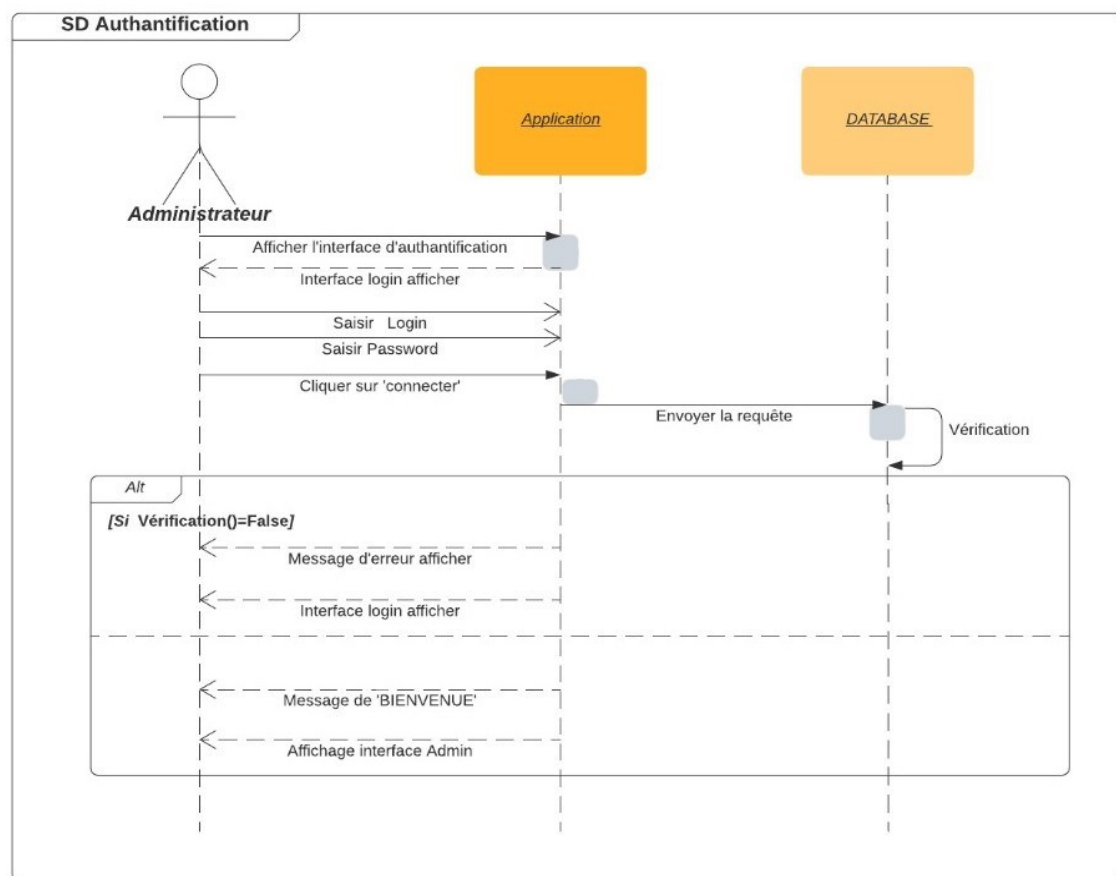 SD Authantification
Application
DATABASE
Administrateur
Afficher l'interface d'authantification
Interface login afficher
Saisir Login
Saisir Password
Cliquer sur 'connecter'
Envoyer la requête
Vérification
Alt
[Si Vérification()=False]
Message d'erreur afficher
Interface login afficher
Message de 'BIENVENUE'
Affichage interface Admin